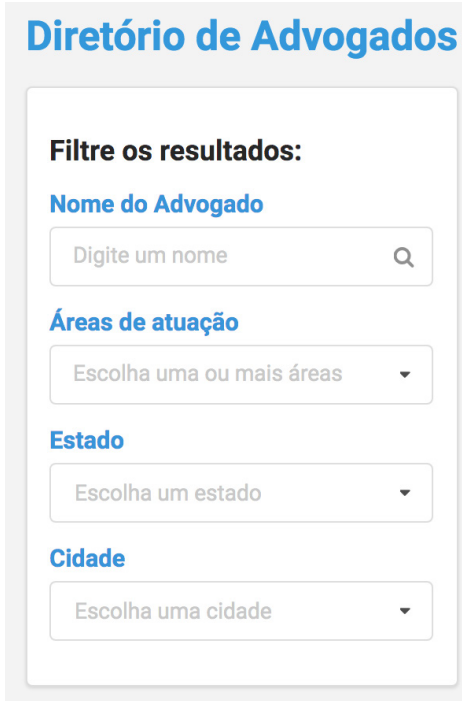 Diretório de Advogados
Filtre os resultados:
Nome do Advogado
Digite um nome
Áreas de atuação
Escolha uma ou mais áreas
Estado
Escolha um estado
Cidade
Escolha uma cidade